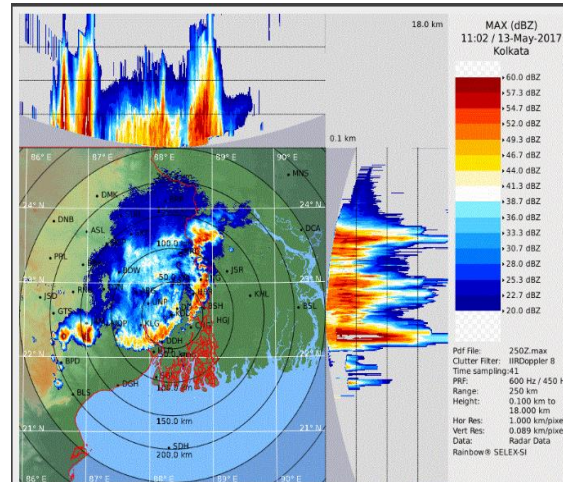 18.0 km
MAX (dBZ)
11:02 / 13-May-2017
Kolkata
60.0 dBZ
57.3 dBZ
54.7 dBZ
52.0 dBZ
49.3 dBZ
46.7 dBZ
44.0 dBZ
41.3 dBZ
38.7 dBZ
36.0 dBZ
33.3 dBZ
30.7 dBZ
28.0 dBZ
25.3 dBZ
22.7 dBZ
20.0 dBZ
0.1 km
86° E
87° E
88° E
89° E
90° E
MNS
DMK
24° N
DNB
ASL
DCA
100.0
PRL
50.0
JSR
23° N
JSD
KHL
BSL
GTS
KLG
HGJ
DDH
22° N
BPD
DGH
BLS
150.0 km
21° N
SDH
200.0 km
86° E
87° E
88° E
89° E
90° E
Pdf File: 250Z.max
Clutter Filter: IIRDoppler 8
Time sampling:41
PRF: 600 Hz / 450 H
Range: 250 km
Height: 0.100 km to
18.000 km
Hor Res: 1.000 km/pixe
Vert Res: 0.089 km/pixe
Data: Radar Data
Rainbow® SELEX-SI